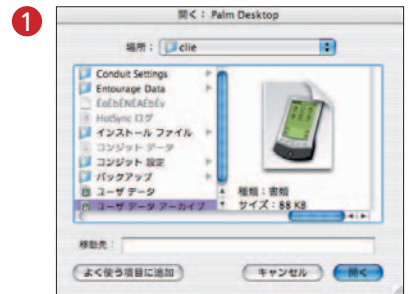 1
開く： Palm Desktop
場所： clie
Conduit Settings
Entourage Data
ÉoÉbÉNÉAÉbÉv
HotSync ログ
インストール ファイル
コンジット データ
コンジット 設定
バックアップ
ユーザ データ
ユーザ データ アーカイブ
種類：書類
サイズ：88 KB
移動先：
よく使う項目に追加
キャンセル
開く